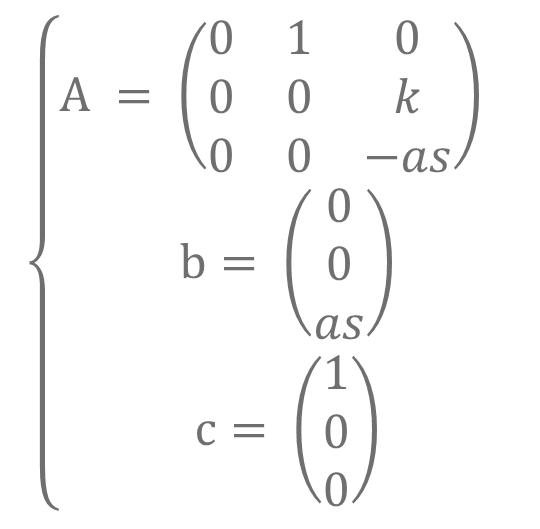 A = (0 1 0
0 0 k
0 0 −as)
b = (0
0
as)
c = (1
0
0)